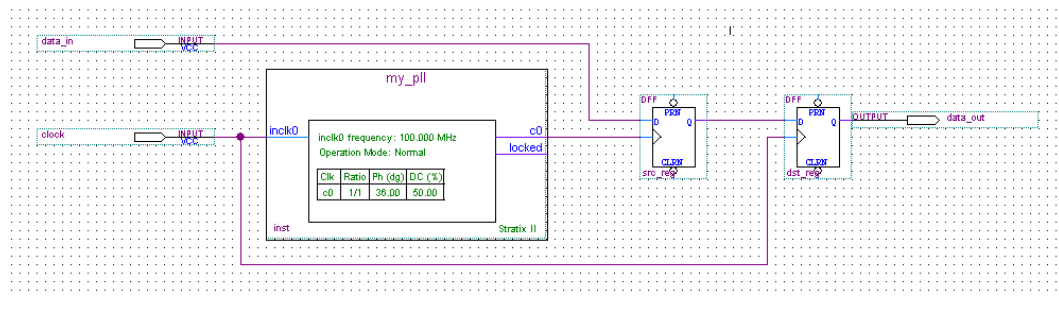 data_in
INPUT
VCC
my_pll
clock
INPUT
VCC
inclk0
inclk0 frequency: 100.000 MHz
Operation Mode: Normal
Clk Ratio Ph (dg) DC (%)
c0 1/1 36.00 50.00
c0
locked
inst
Stratix II
DFF
PRN
D Q
CLRN
src_reg
DFF
PRN
D Q
CLRN
dst_reg
OUTPUT
data_out